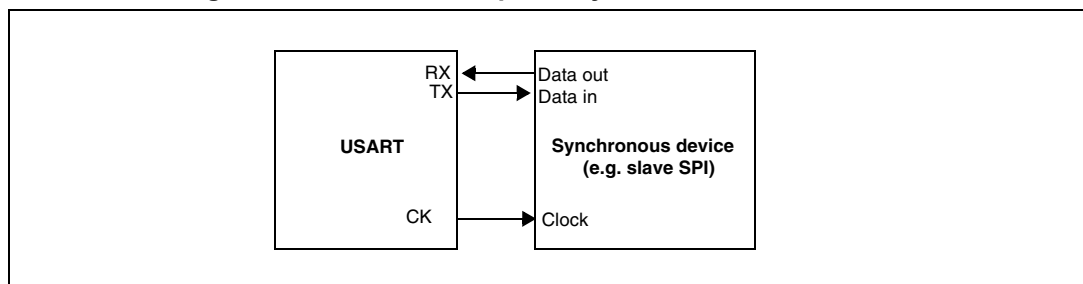 RX
TX
Data out
Data in
USART
Synchronous device
(e.g. slave SPI)
CK
Clock